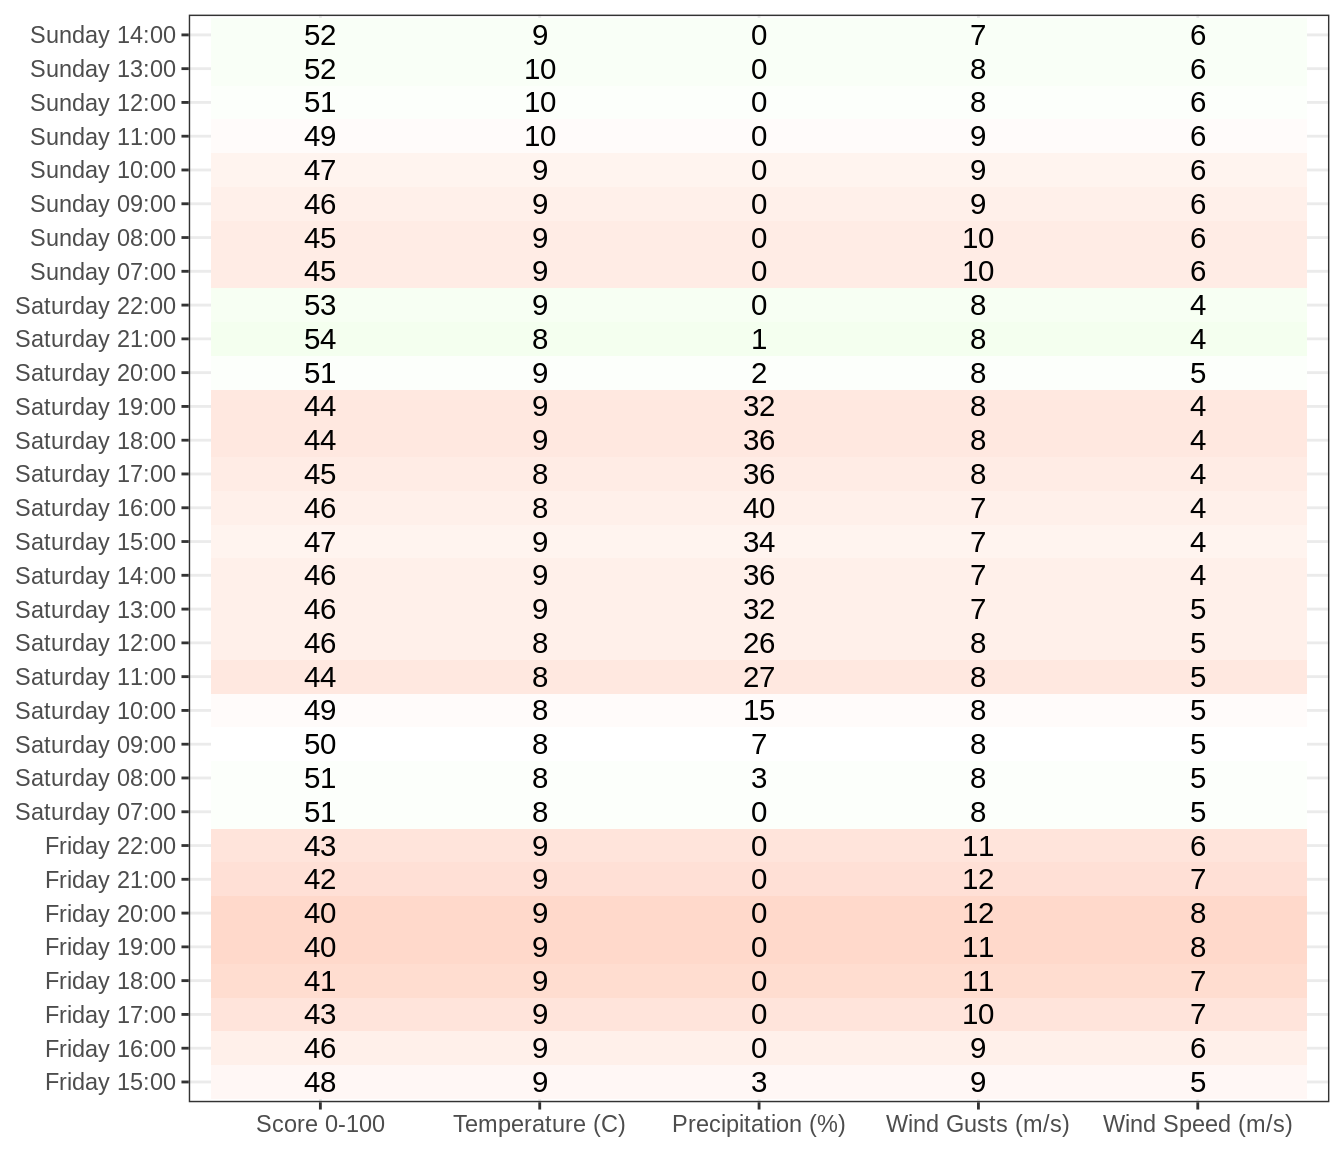 Sunday 14:00 52 9 0 7 6
Sunday 13:00 52 10 0 8 6
Sunday 12:00 51 10 0 8 6
Sunday 11:00 49 10 0 9 6
Sunday 10:00 47 9 0 9 6
Sunday 09:00 46 9 0 9 6
Sunday 08:00 45 9 0 10 6
Sunday 07:00 45 9 0 10 6
Saturday 22:00 53 9 0 8 4
Saturday 21:00 54 8 1 8 4
Saturday 20:00 51 9 2 8 5
Saturday 19:00 44 9 32 8 4
Saturday 18:00 44 9 36 8 4
Saturday 17:00 45 8 36 8 4
Saturday 16:00 46 8 40 7 4
Saturday 15:00 47 9 34 7 4
Saturday 14:00 46 9 36 7 4
Saturday 13:00 46 9 32 7 5
Saturday 12:00 46 8 26 8 5
Saturday 11:00 44 8 27 8 5
Saturday 10:00 49 8 15 8 5
Saturday 09:00 50 8 7 8 5
Saturday 08:00 51 8 3 8 5
Saturday 07:00 51 8 0 8 5
Friday 22:00 43 9 0 11 6
Friday 21:00 42 9 0 12 7
Friday 20:00 40 9 0 12 8
Friday 19:00 40 9 0 11 8
Friday 18:00 41 9 0 11 7
Friday 17:00 43 9 0 10 7
Friday 16:00 46 9 0 9 6
Friday 15:00 48 9 3 9 5
Score 0-100 Temperature (C) Precipitation (%) Wind Gusts (m/s) Wind Speed (m/s)